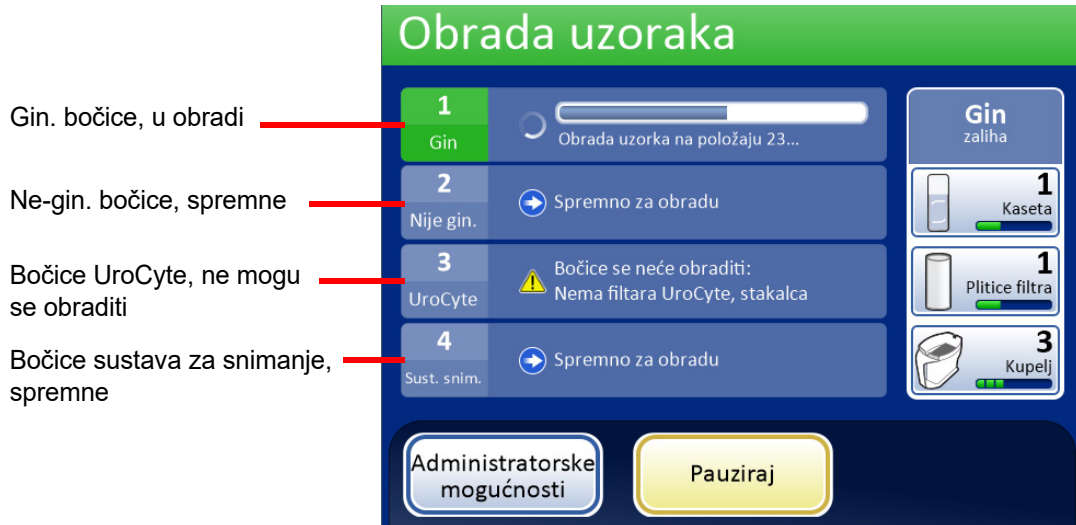 Obrada uzoraka
Gin. bočice, u obradi
1
Gin
Obrada uzorka na položaju 23...
Ne-gin. bočice, spremne
2
Nije gin.
Spremno za obradu
Bočice UroCyte, ne mogu
se obraditi
3
UroCyte
Bočice se neće obraditi:
Nema filtara UroCyte, stakalca
Bočice sustava za snimanje,
spremne
4
Sust. snim.
Spremno za obradu
Gin
zaliha
1
Kaseta
1
Plitice filtra
3
Kupelj
Administratorske
mogućnosti
Pauziraj